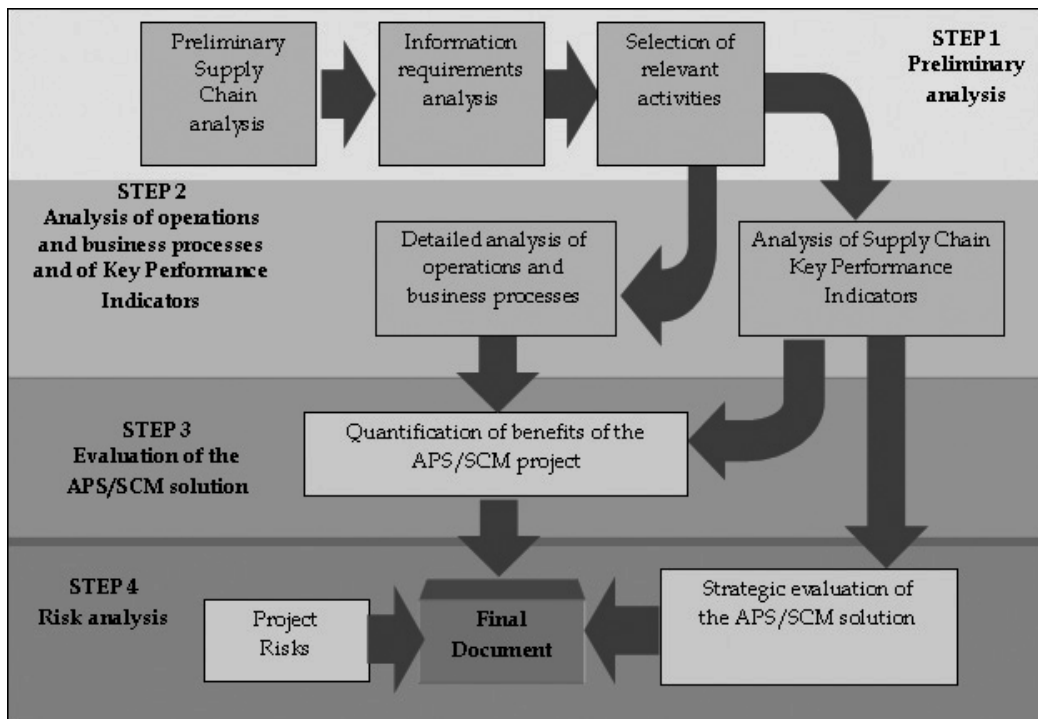 Preliminary
Supply
Chain
analysis
Information
requirements
analysis
Selection of
relevant
activities
STEP 1
Preliminary
analysis
STEP 2
Analysis of operations
and business processes
and of Key Performance
Indicators
Detailed analysis of
operations and
business processes
Analysis of Supply Chain
Key Performance
Indicators
STEP 3
Evaluation of the
APS/SCM solution
Quantification of benefits of the
APS/SCM project
STEP 4
Risk analysis
Project
Risks
Final
Document
Strategic evaluation of
the APS/SCM solution